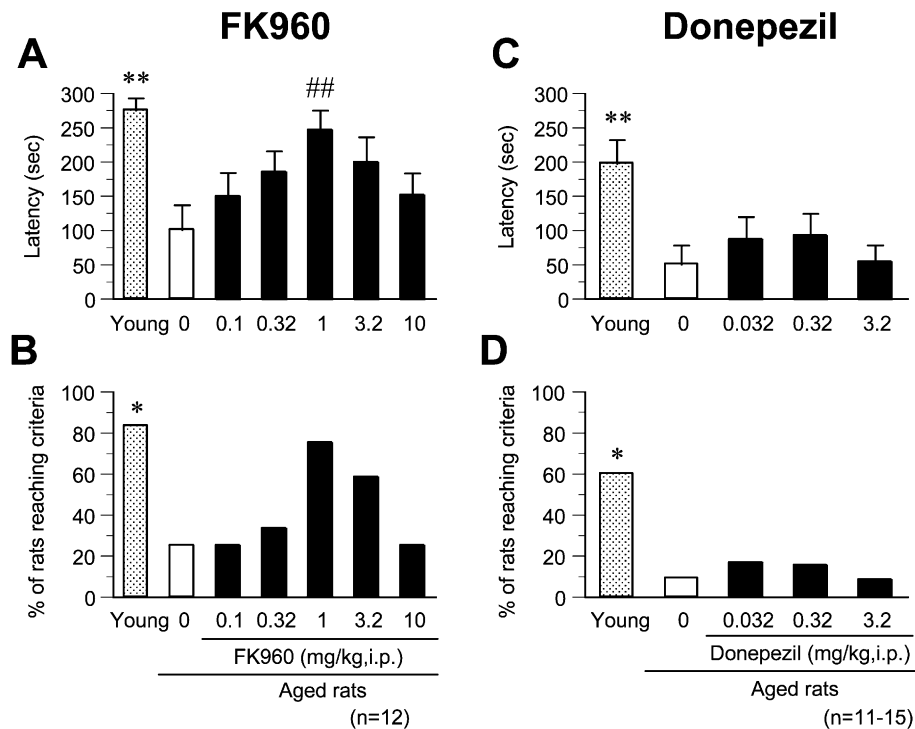 FK960
Donepezil
A
**
##
Latency (sec)
300
250
200
150
100
50
0
Young 0 0.1 0.32 1 3.2 10
C
**
Latency (sec)
300
250
200
150
100
50
0
Young 0 0.032 0.32 3.2
B
*
% of rats reaching criteria
100
80
60
40
20
0
Young 0 0.1 0.32 1 3.2 10
FK960 (mg/kg,i.p.)
Aged rats
(n=12)
D
*
% of rats reaching criteria
100
80
60
40
20
0
Young 0 0.032 0.32 3.2
Donepezil (mg/kg,i.p.)
Aged rats
(n=11-15)